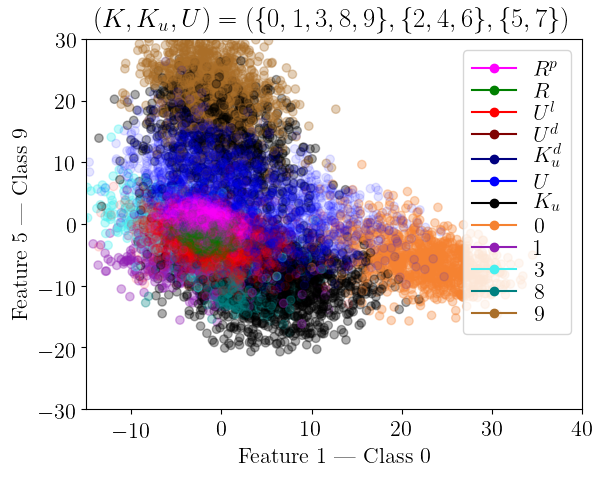 (K, K_u, U) = ({0, 1, 3, 8, 9}, {2, 4, 6}, {5, 7})
30
20
10
0
−10
−20
−30
Feature 5 — Class 9
R^p
R
U^l
U^d
K_u^d
U
K_u
0
1
3
8
9
−10
0
10
20
30
40
Feature 1 — Class 0